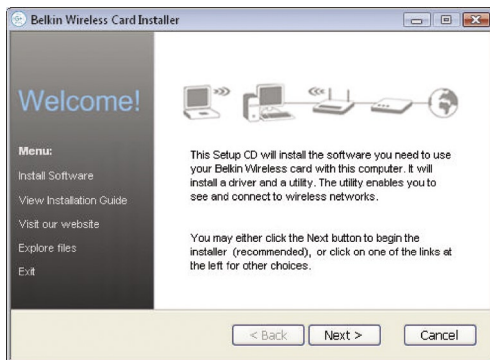 Belkin Wireless Card Installer
Welcome!
Menu:
Install Software
View Installation Guide
Visit our website
Explore files
Exit
This Setup CD will install the software you need to use
your Belkin Wireless card with this computer. It will
install a driver and a utility. The utility enables you to
see and connect to wireless networks.
You may either click the Next button to begin the
installer (recommended), or click on one of the links at
the left for other choices.
< Back
Next >
Cancel